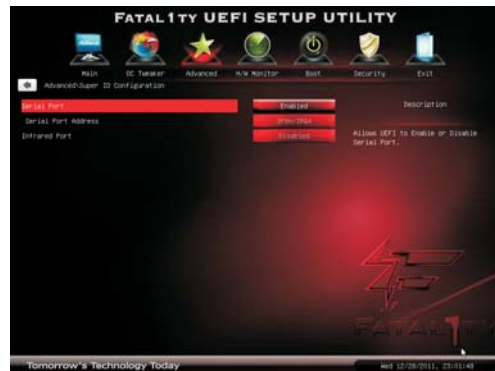 FATAL1TY UEFI SETUP UTILITY
Main OC Tweaker Advanced H/W Monitor Boot Security Exit
Advanced\Super IO Configuration
Serial Port Enabled
Description
Serial Port Address 3F8h/IRQ4
Allows UEFI to Enable or Disable
Infrared Port Disabled
Serial Port.
FATAL1TY
Tomorrow's Technology Today
Wed 12/28/2011, 23:01:48